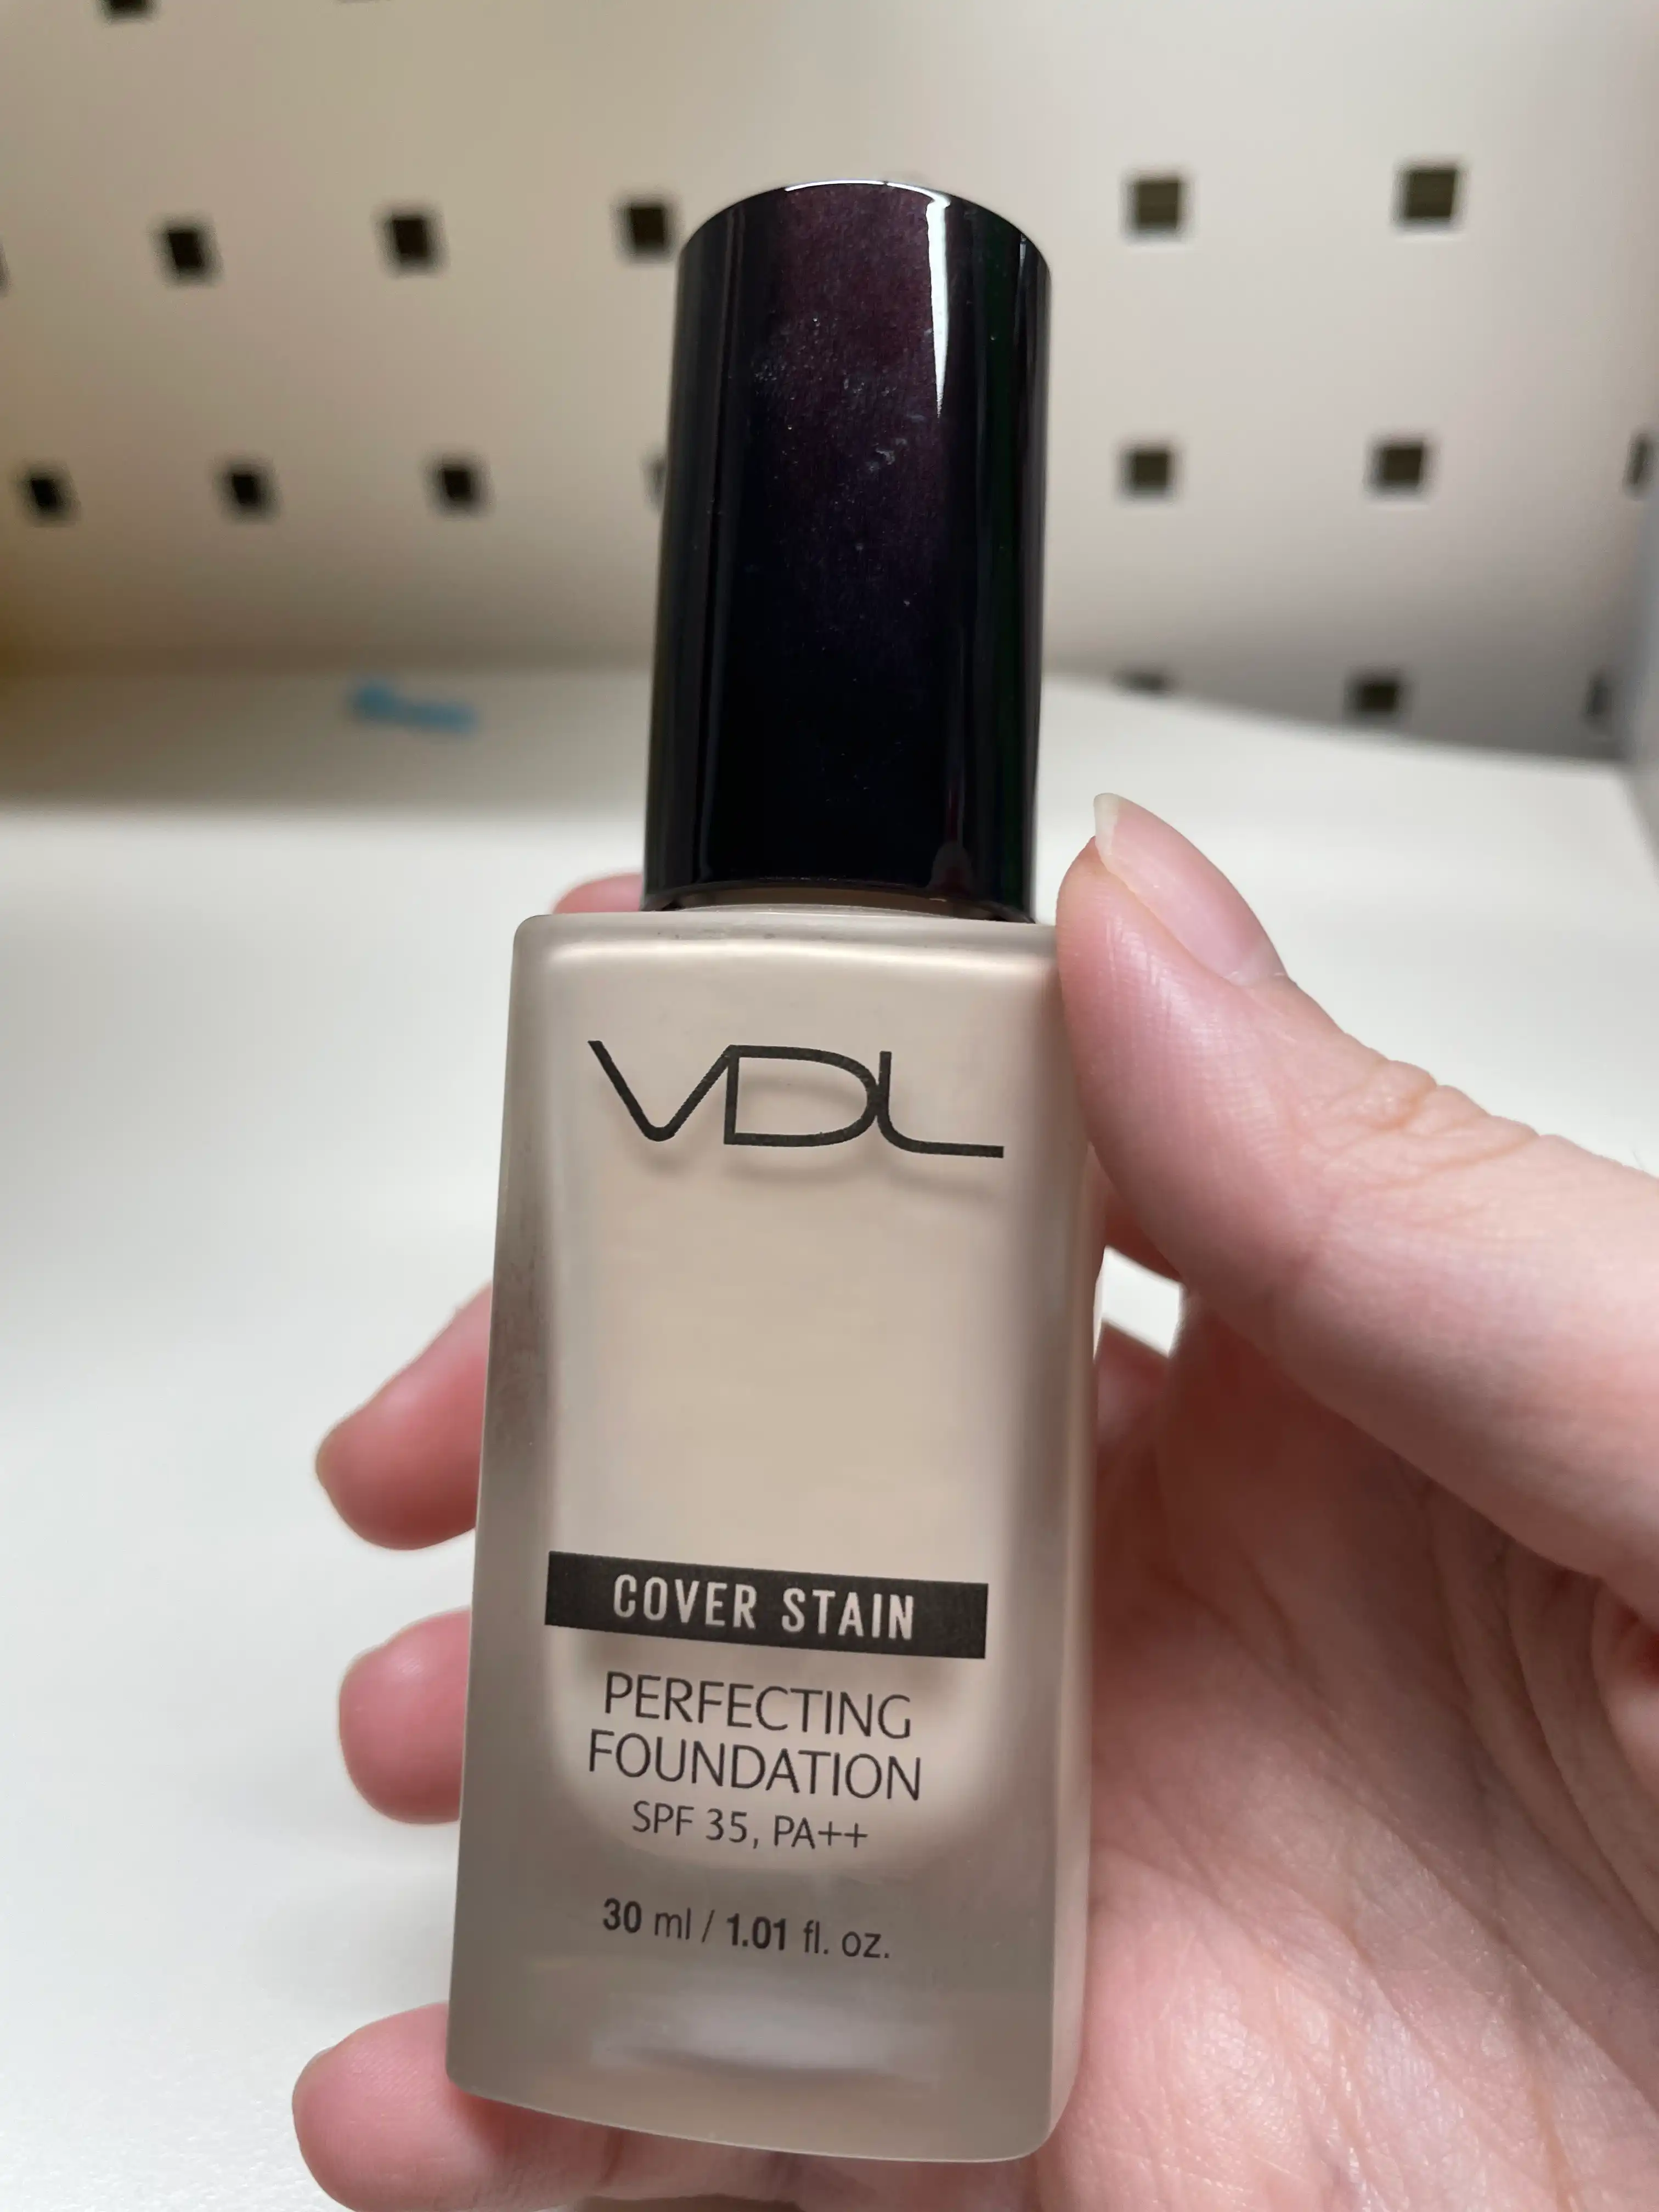 VDL
COVER STAIN
PERFECTING
FOUNDATION
SPF 35, PA++
30 ml / 1.01 fl. oz.